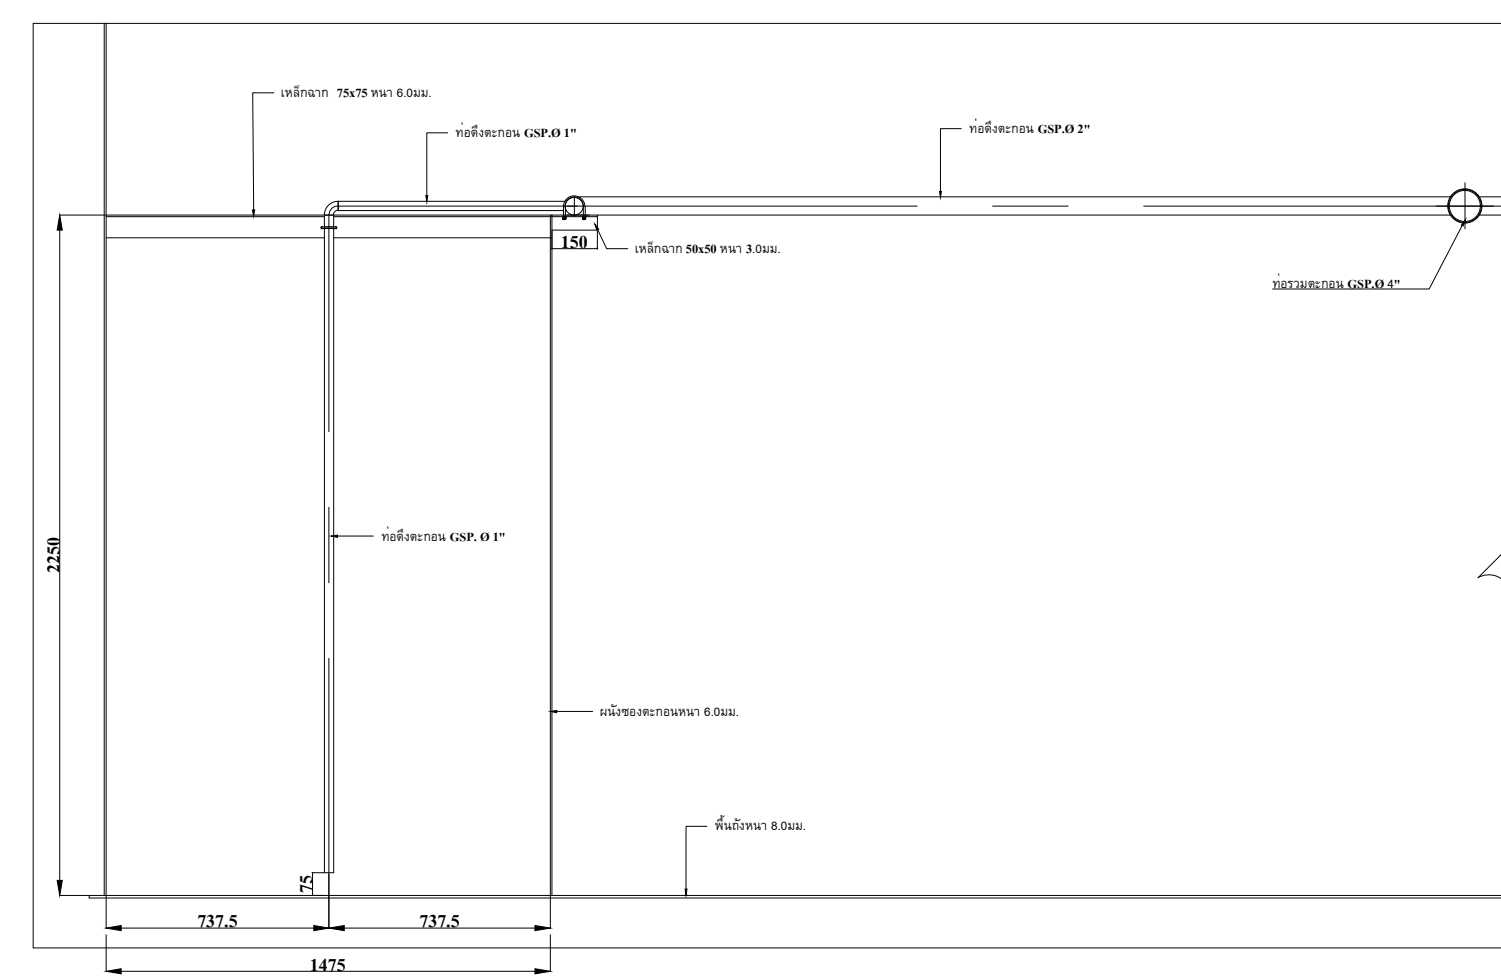 เหล็กฉาก 75x75 หนา 6.0มม.
ท่อดึงตะกอน GSP.Ø 1"
ท่อดึงตะกอน GSP.Ø 2"
150
เหล็กฉาก 50x50 หนา 3.0มม.
ท่อรวมตะกอน GSP.Ø 4"
2250
ท่อดึงตะกอน GSP. Ø 1"
ผนังช่องตะกอนหนา 6.0มม.
พื้นถังหนา 8.0มม.
75
737.5
737.5
1475